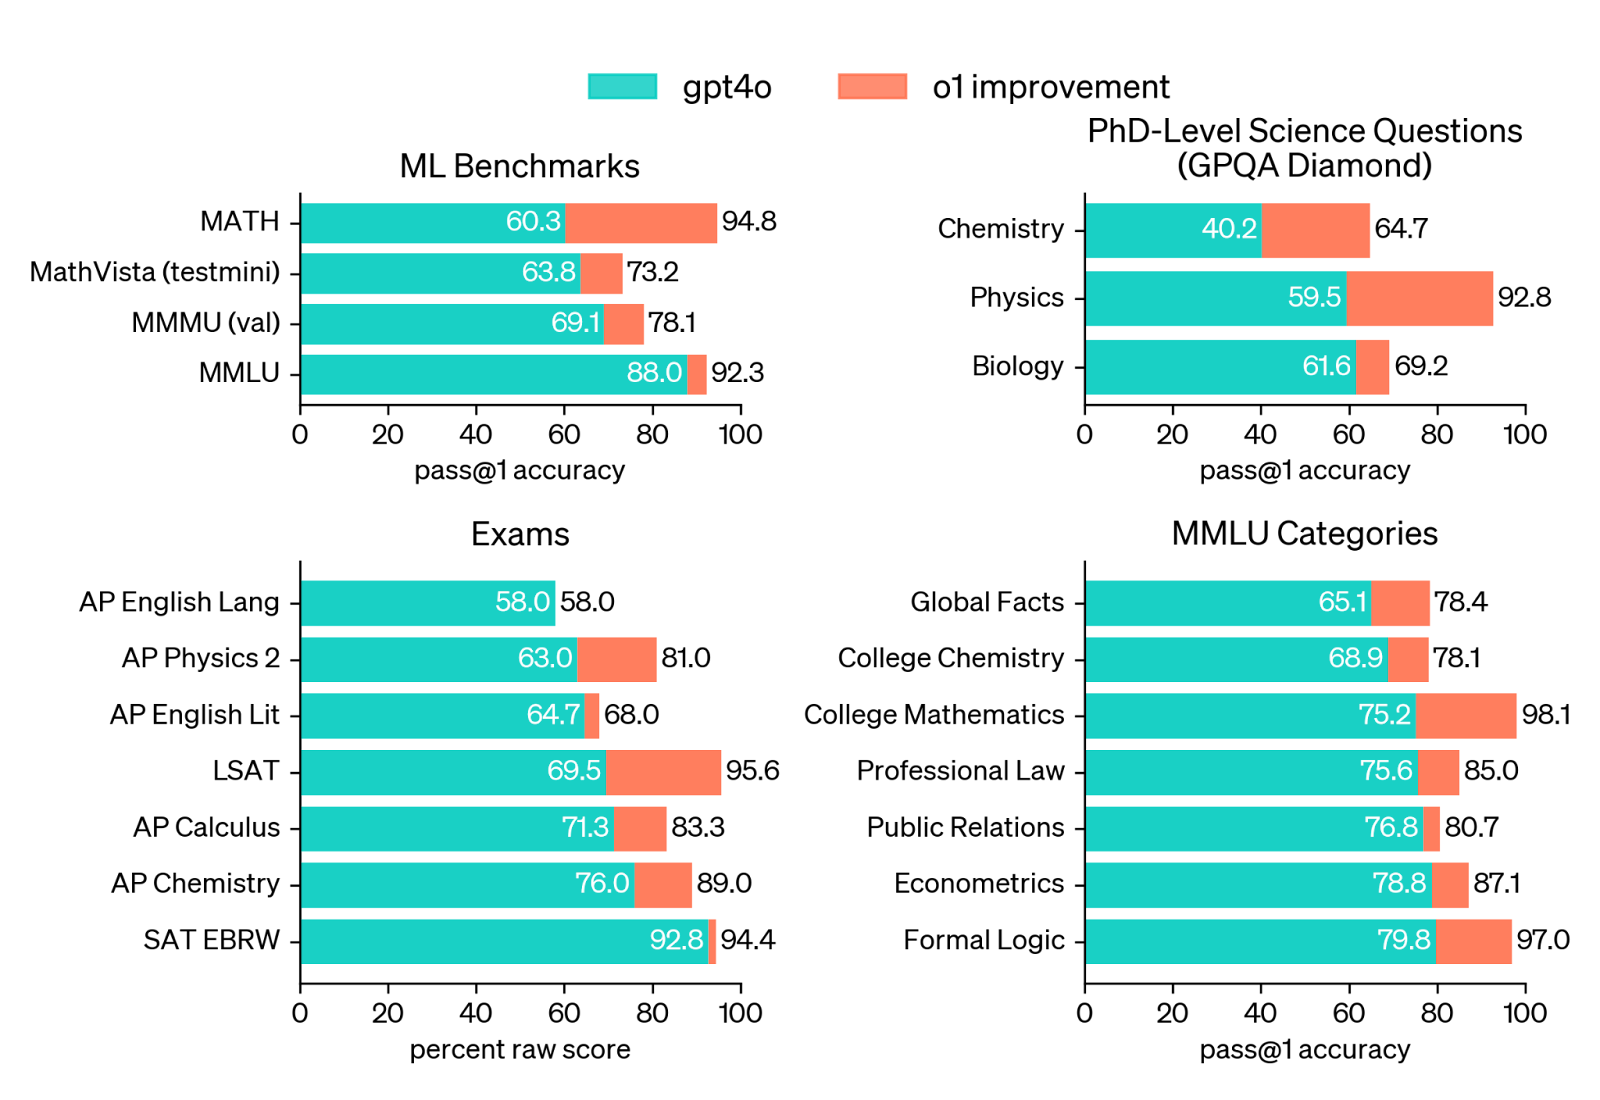 gpt4o
o1 improvement
ML Benchmarks
MATH 60.3 94.8
MathVista (testmini) 63.8 73.2
MMMU (val) 69.1 78.1
MMLU 88.0 92.3
0 20 40 60 80 100
pass@1 accuracy
PhD-Level Science Questions
(GPQA Diamond)
Chemistry 40.2 64.7
Physics 59.5 92.8
Biology 61.6 69.2
0 20 40 60 80 100
pass@1 accuracy
Exams
AP English Lang 58.0 58.0
AP Physics 2 63.0 81.0
AP English Lit 64.7 68.0
LSAT 69.5 95.6
AP Calculus 71.3 83.3
AP Chemistry 76.0 89.0
SAT EBRW 92.8 94.4
0 20 40 60 80 100
percent raw score
MMLU Categories
Global Facts 65.1 78.4
College Chemistry 68.9 78.1
College Mathematics 75.2 98.1
Professional Law 75.6 85.0
Public Relations 76.8 80.7
Econometrics 78.8 87.1
Formal Logic 79.8 97.0
0 20 40 60 80 100
pass@1 accuracy